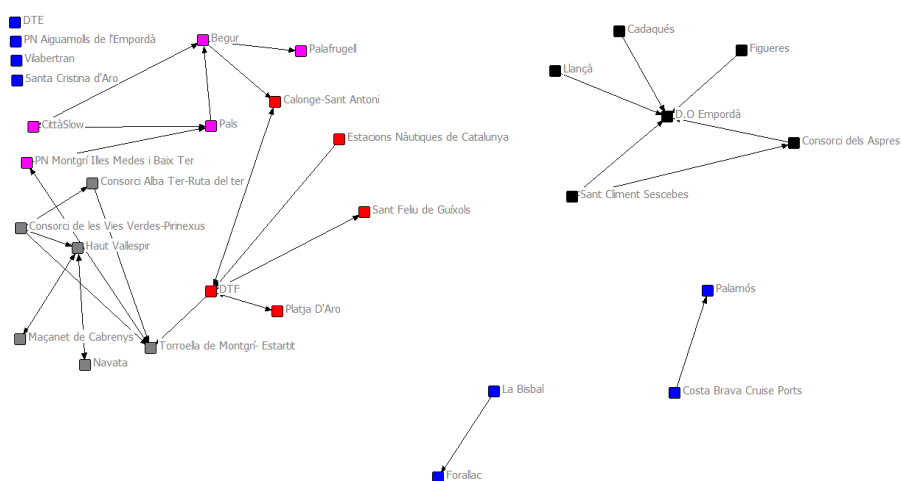 DTE
PN Aiguamolls de l'Empordà
Vilabertran
Santa Cristina d'Aro
Begur
Palafrugell
Calonge-Sant Antoni
CittàSlow
Pals
Estacions Nàutiques de Catalunya
PN Montgrí Illes Medes i Baix Ter
Consorci Alba Ter-Ruta del ter
Sant Feliu de Guíxols
Consorci de les Vies Verdes-Pirinexus
Haut Vallespir
DTF
Platja D'Aro
Maçanet de Cabrenys
Torroella de Montgrí- Estartit
Navata
Cadaqués
Figueres
Llançà
D.O Empordà
Consorci dels Aspres
Sant Climent Sescebes
Palamós
Costa Brava Cruise Ports
La Bisbal
Forallac